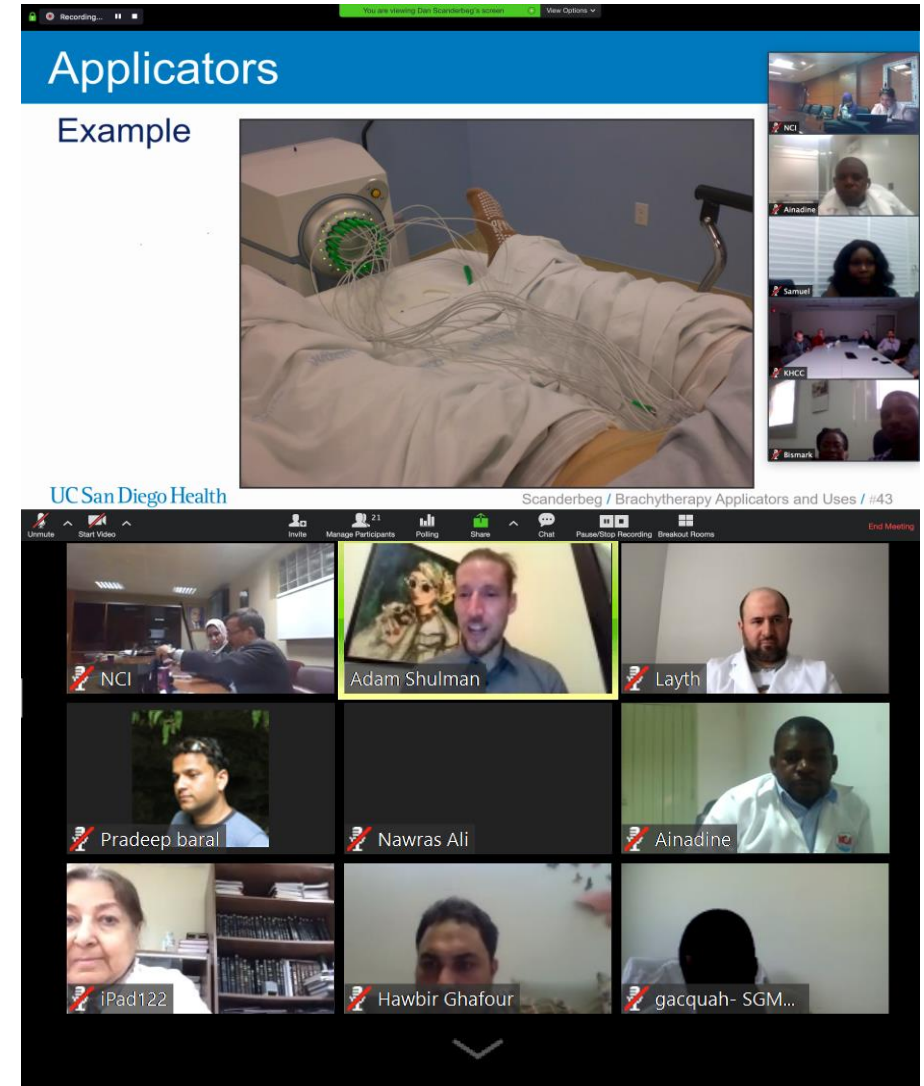 Recording...
You are viewing Dan Scanderbeg's screen
View Options
Applicators
Example
NCI
Ainadine
Samuel
KHCC
Bismark
UC San Diego Health
Scanderbeg / Brachytherapy Applicators and Uses / #43
Unmute
Start Video
Invite
Manage Participants
21
Polling
Share
Chat
Pause/Stop Recording
Breakout Rooms
End Meeting
NCI
Adam Shulman
Layth
Pradeep baral
Nawras Ali
Ainadine
iPad122
Hawbir Ghafour
gacquah- SGM...